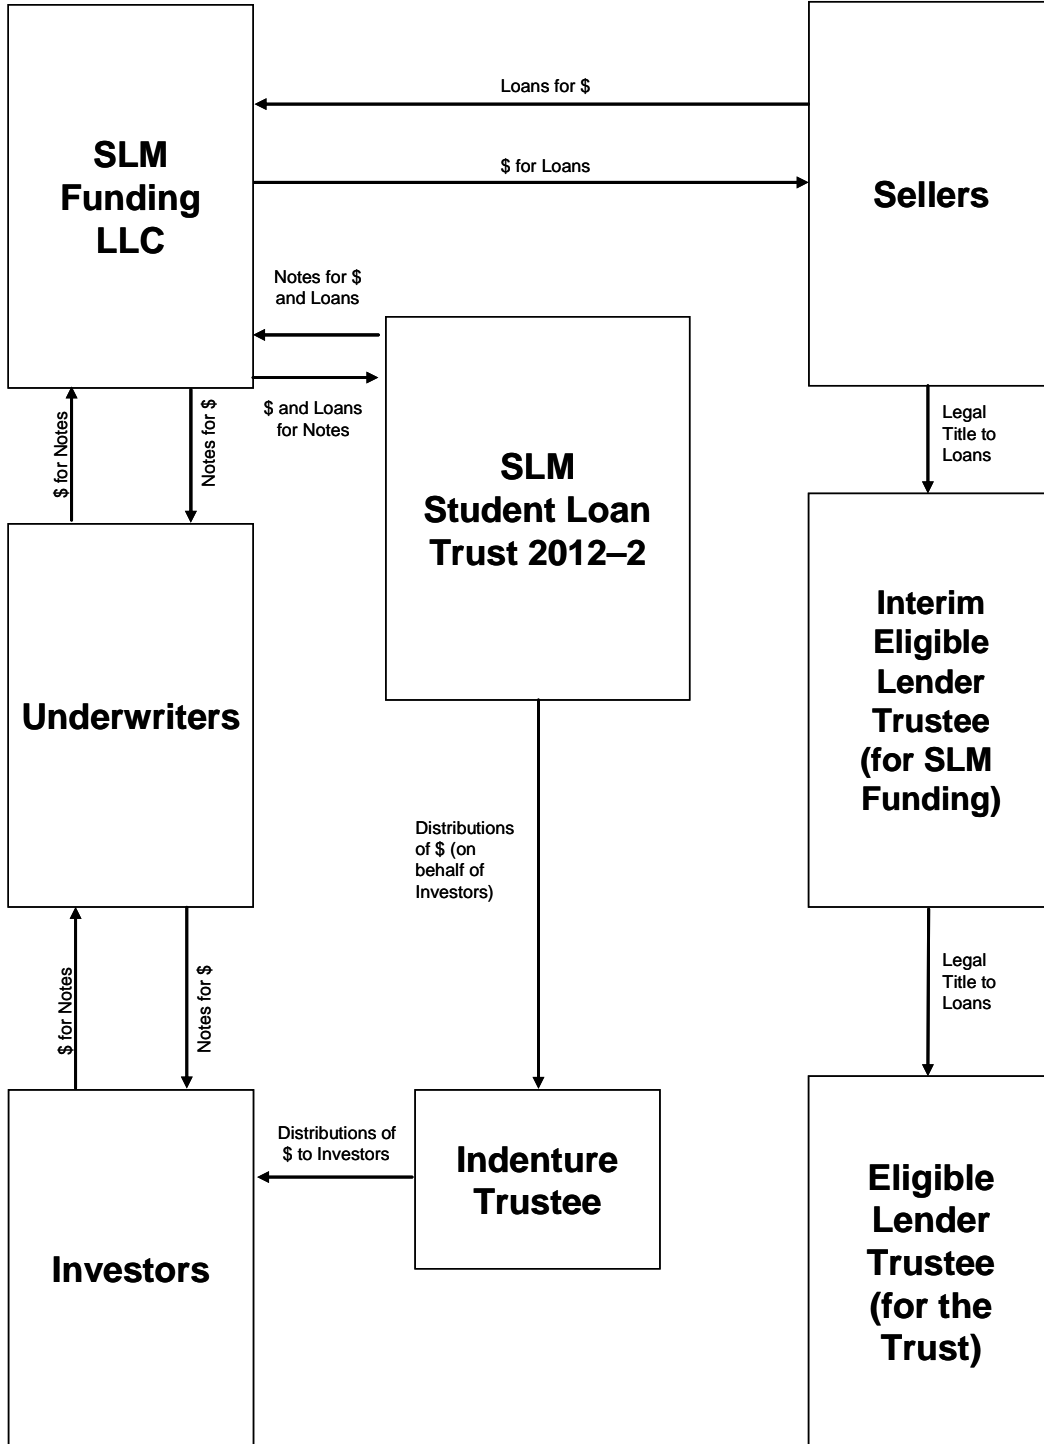 Loans for $
SLM
Funding
LLC
$ for Loans
Sellers
Notes for $
and Loans
$ and Loans
for Notes
$ for Notes
Notes for $
Legal
Title to
Loans
SLM
Student Loan
Trust 2012–2
Underwriters
Interim
Eligible
Lender
Trustee
(for SLM
Funding)
Distributions
of $ (on
behalf of
Investors)
$ for Notes
Notes for $
Legal
Title to
Loans
Distributions of
$ to Investors
Indenture
Trustee
Investors
Eligible
Lender
Trustee
(for the
Trust)